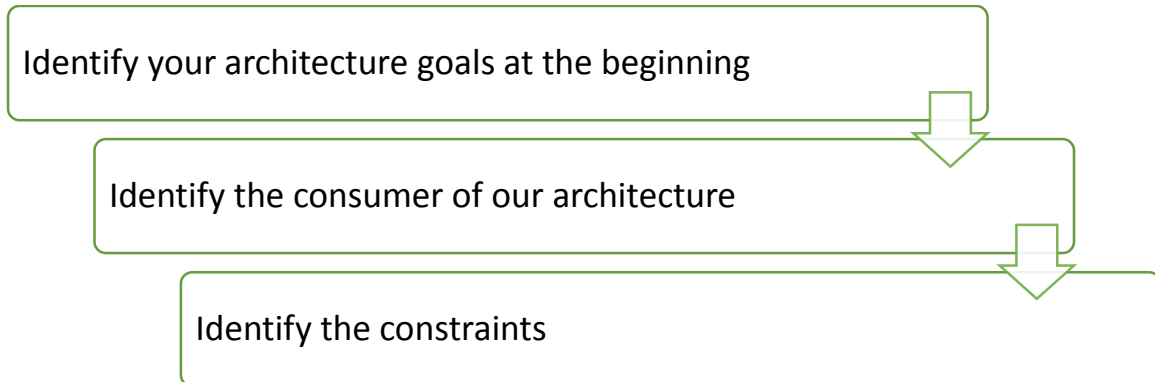 Identify your architecture goals at the beginning
Identify the consumer of our architecture
Identify the constraints